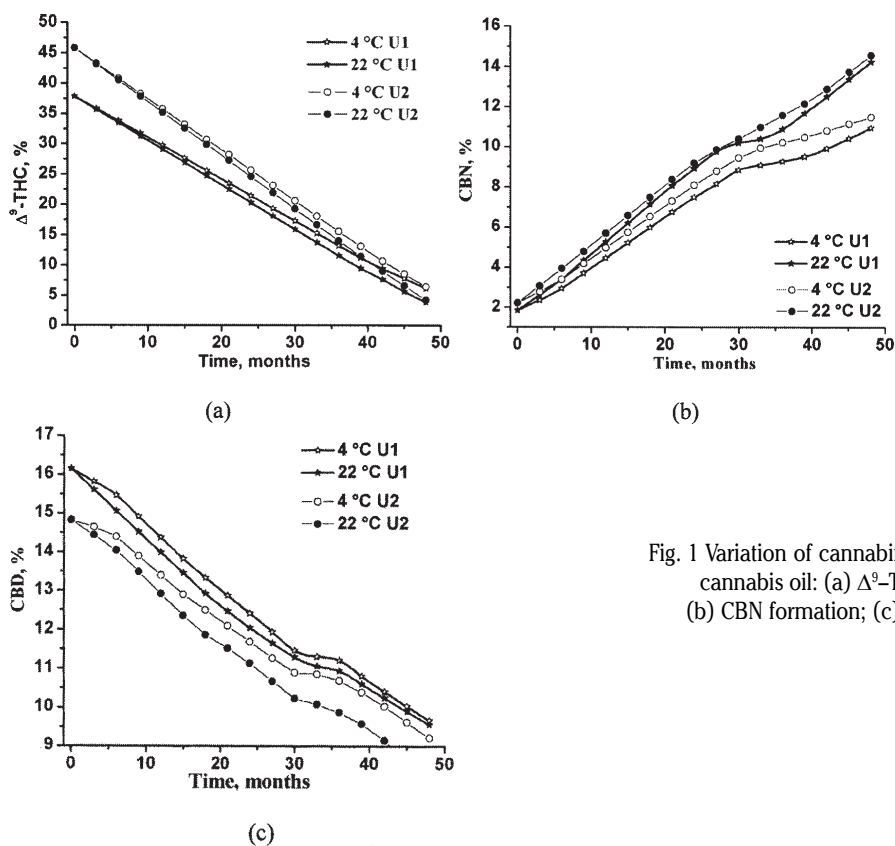 Δ⁹-THC, %
50
45
40
35
30
25
20
15
10
5
0
4 °C U1
22 °C U1
4 °C U2
22 °C U2
0 10 20 30 40 50
Time, months
(a)
CBN, %
16
14
12
10
8
6
4
2
4 °C U1
22 °C U1
4 °C U2
22 °C U2
0 10 20 30 40 50
Time, months
(b)
CBD, %
17
16
15
14
13
12
11
10
9
4 °C U1
22 °C U1
4 °C U2
22 °C U2
0 10 20 30 40 50
Time, months
(c)
Fig. 1 Variation of
cannabis oil: (a) Δ⁹–T
(b) CBN formation; (c)